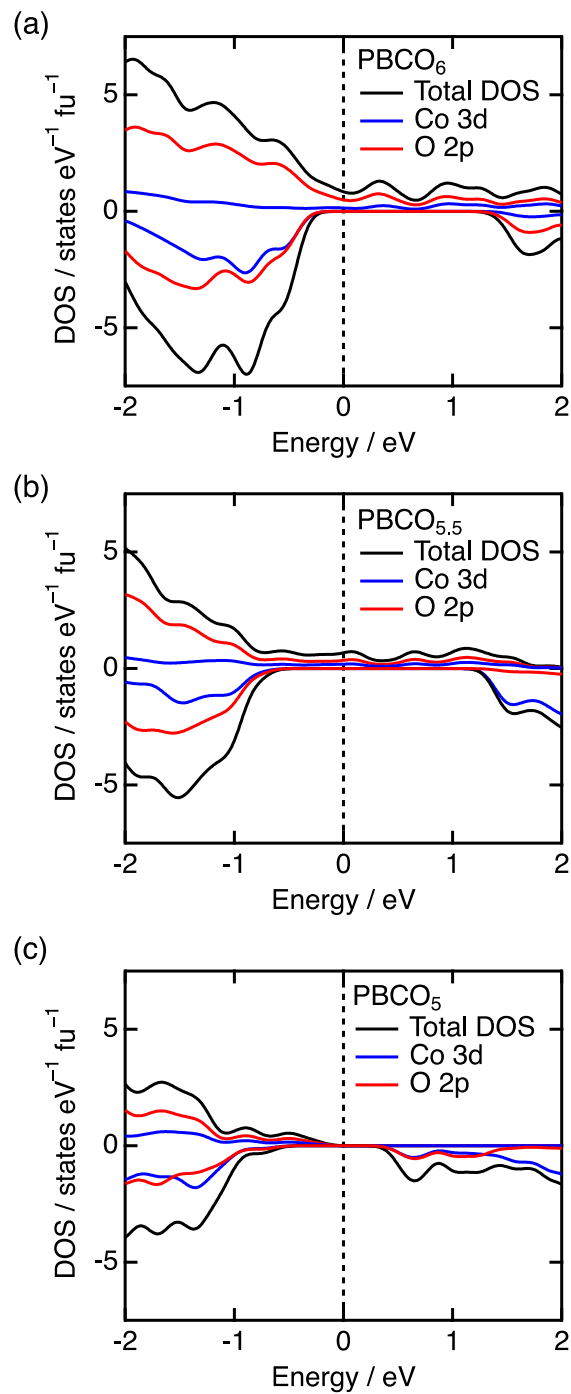 (a)
PBCO₆
Total DOS
Co 3d
O 2p
5
0
-5
DOS / states eV⁻¹ fu⁻¹
-2
-1
0
1
2
Energy / eV
(b)
PBCO₅.₅
Total DOS
Co 3d
O 2p
5
0
-5
DOS / states eV⁻¹ fu⁻¹
-2
-1
0
1
2
Energy / eV
(c)
PBCO₅
Total DOS
Co 3d
O 2p
5
0
-5
DOS / states eV⁻¹ fu⁻¹
-2
-1
0
1
2
Energy / eV